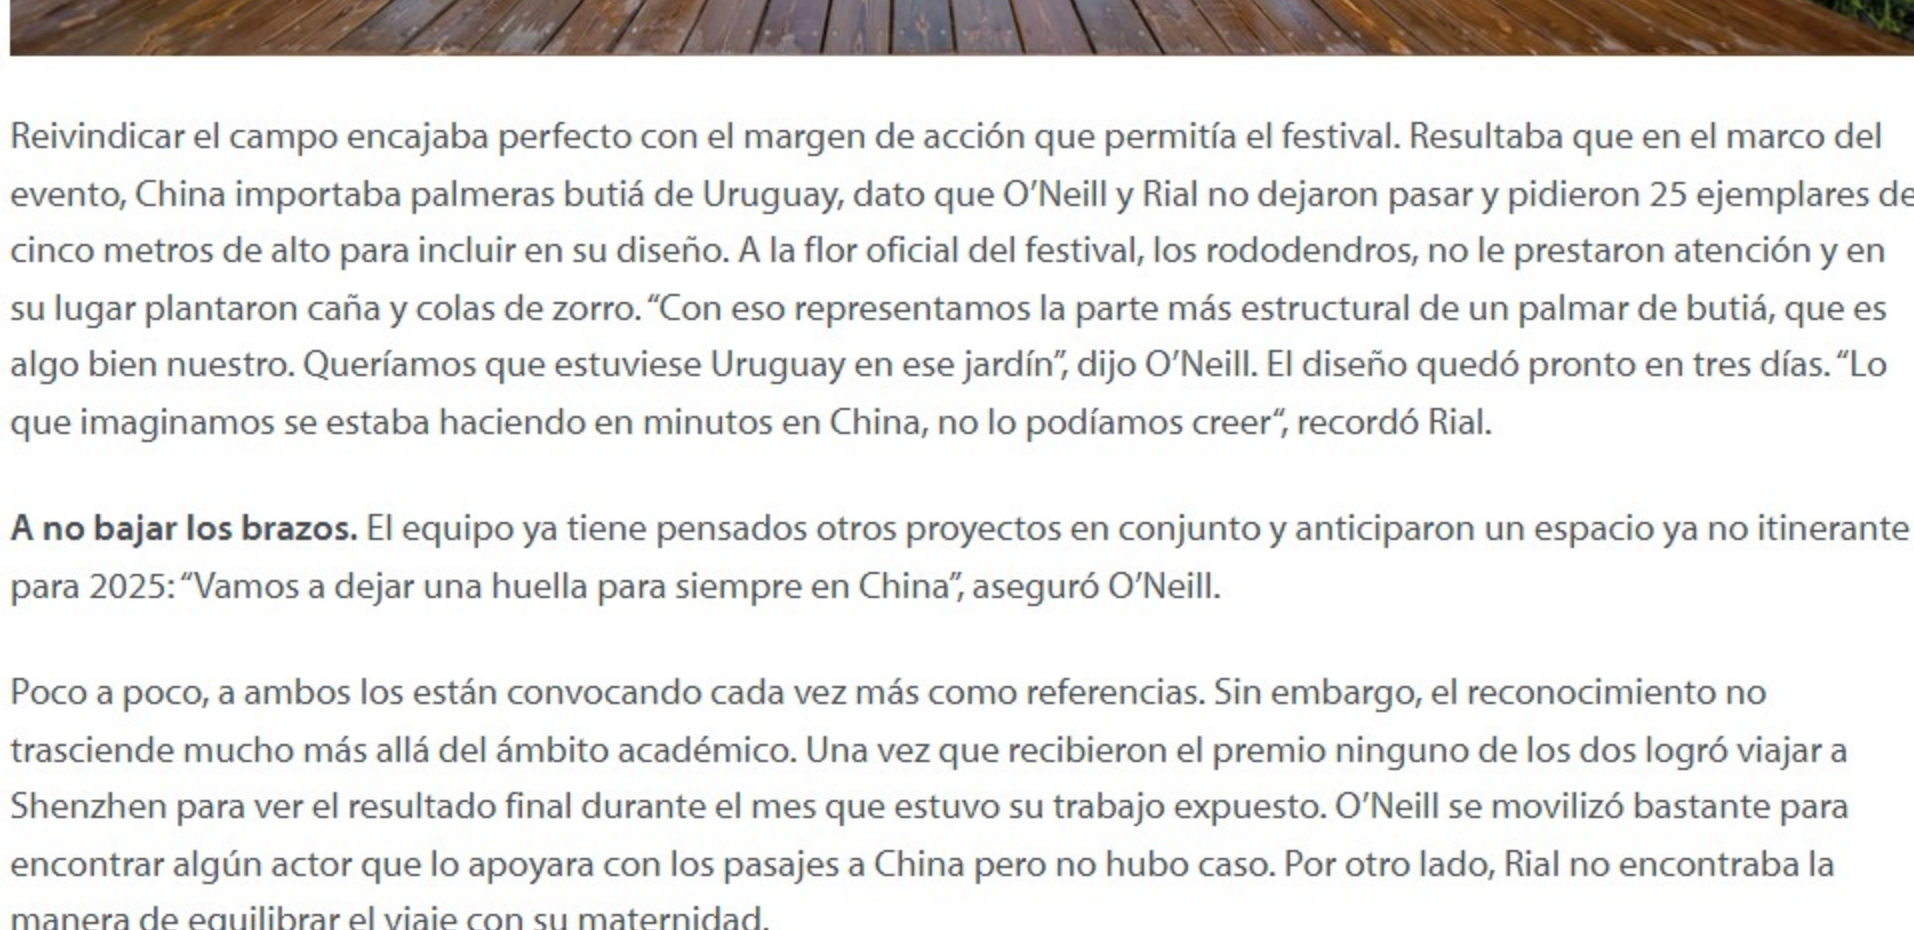 Reivindicar el campo encajaba perfecto con el margen de acción que permitía el festival. Resultaba que en el marco del
evento, China importaba palmeras butiá de Uruguay, dato que O’Neill y Rial no dejaron pasar y pidieron 25 ejemplares de
cinco metros de alto para incluir en su diseño. A la flor oficial del festival, los rododendros, no le prestaron atención y en
su lugar plantaron caña y colas de zorro. “Con eso representamos la parte más estructural de un palmar de butiá, que es
algo bien nuestro. Queríamos que estuviese Uruguay en ese jardín”, dijo O’Neill. El diseño quedó pronto en tres días. “Lo
que imaginamos se estaba haciendo en minutos en China, no lo podíamos creer“, recordó Rial.
A no bajar los brazos. El equipo ya tiene pensados otros proyectos en conjunto y anticiparon un espacio ya no itinerante
para 2025: “Vamos a dejar una huella para siempre en China”, aseguró O’Neill.
Poco a poco, a ambos los están convocando cada vez más como referencias. Sin embargo, el reconocimiento no
trasciende mucho más allá del ámbito académico. Una vez que recibieron el premio ninguno de los dos logró viajar a
Shenzhen para ver el resultado final durante el mes que estuvo su trabajo expuesto. O’Neill se movilizó bastante para
encontrar algún actor que lo apoyara con los pasajes a China pero no hubo caso. Por otro lado, Rial no encontraba la
manera de equilibrar el viaje con su maternidad.